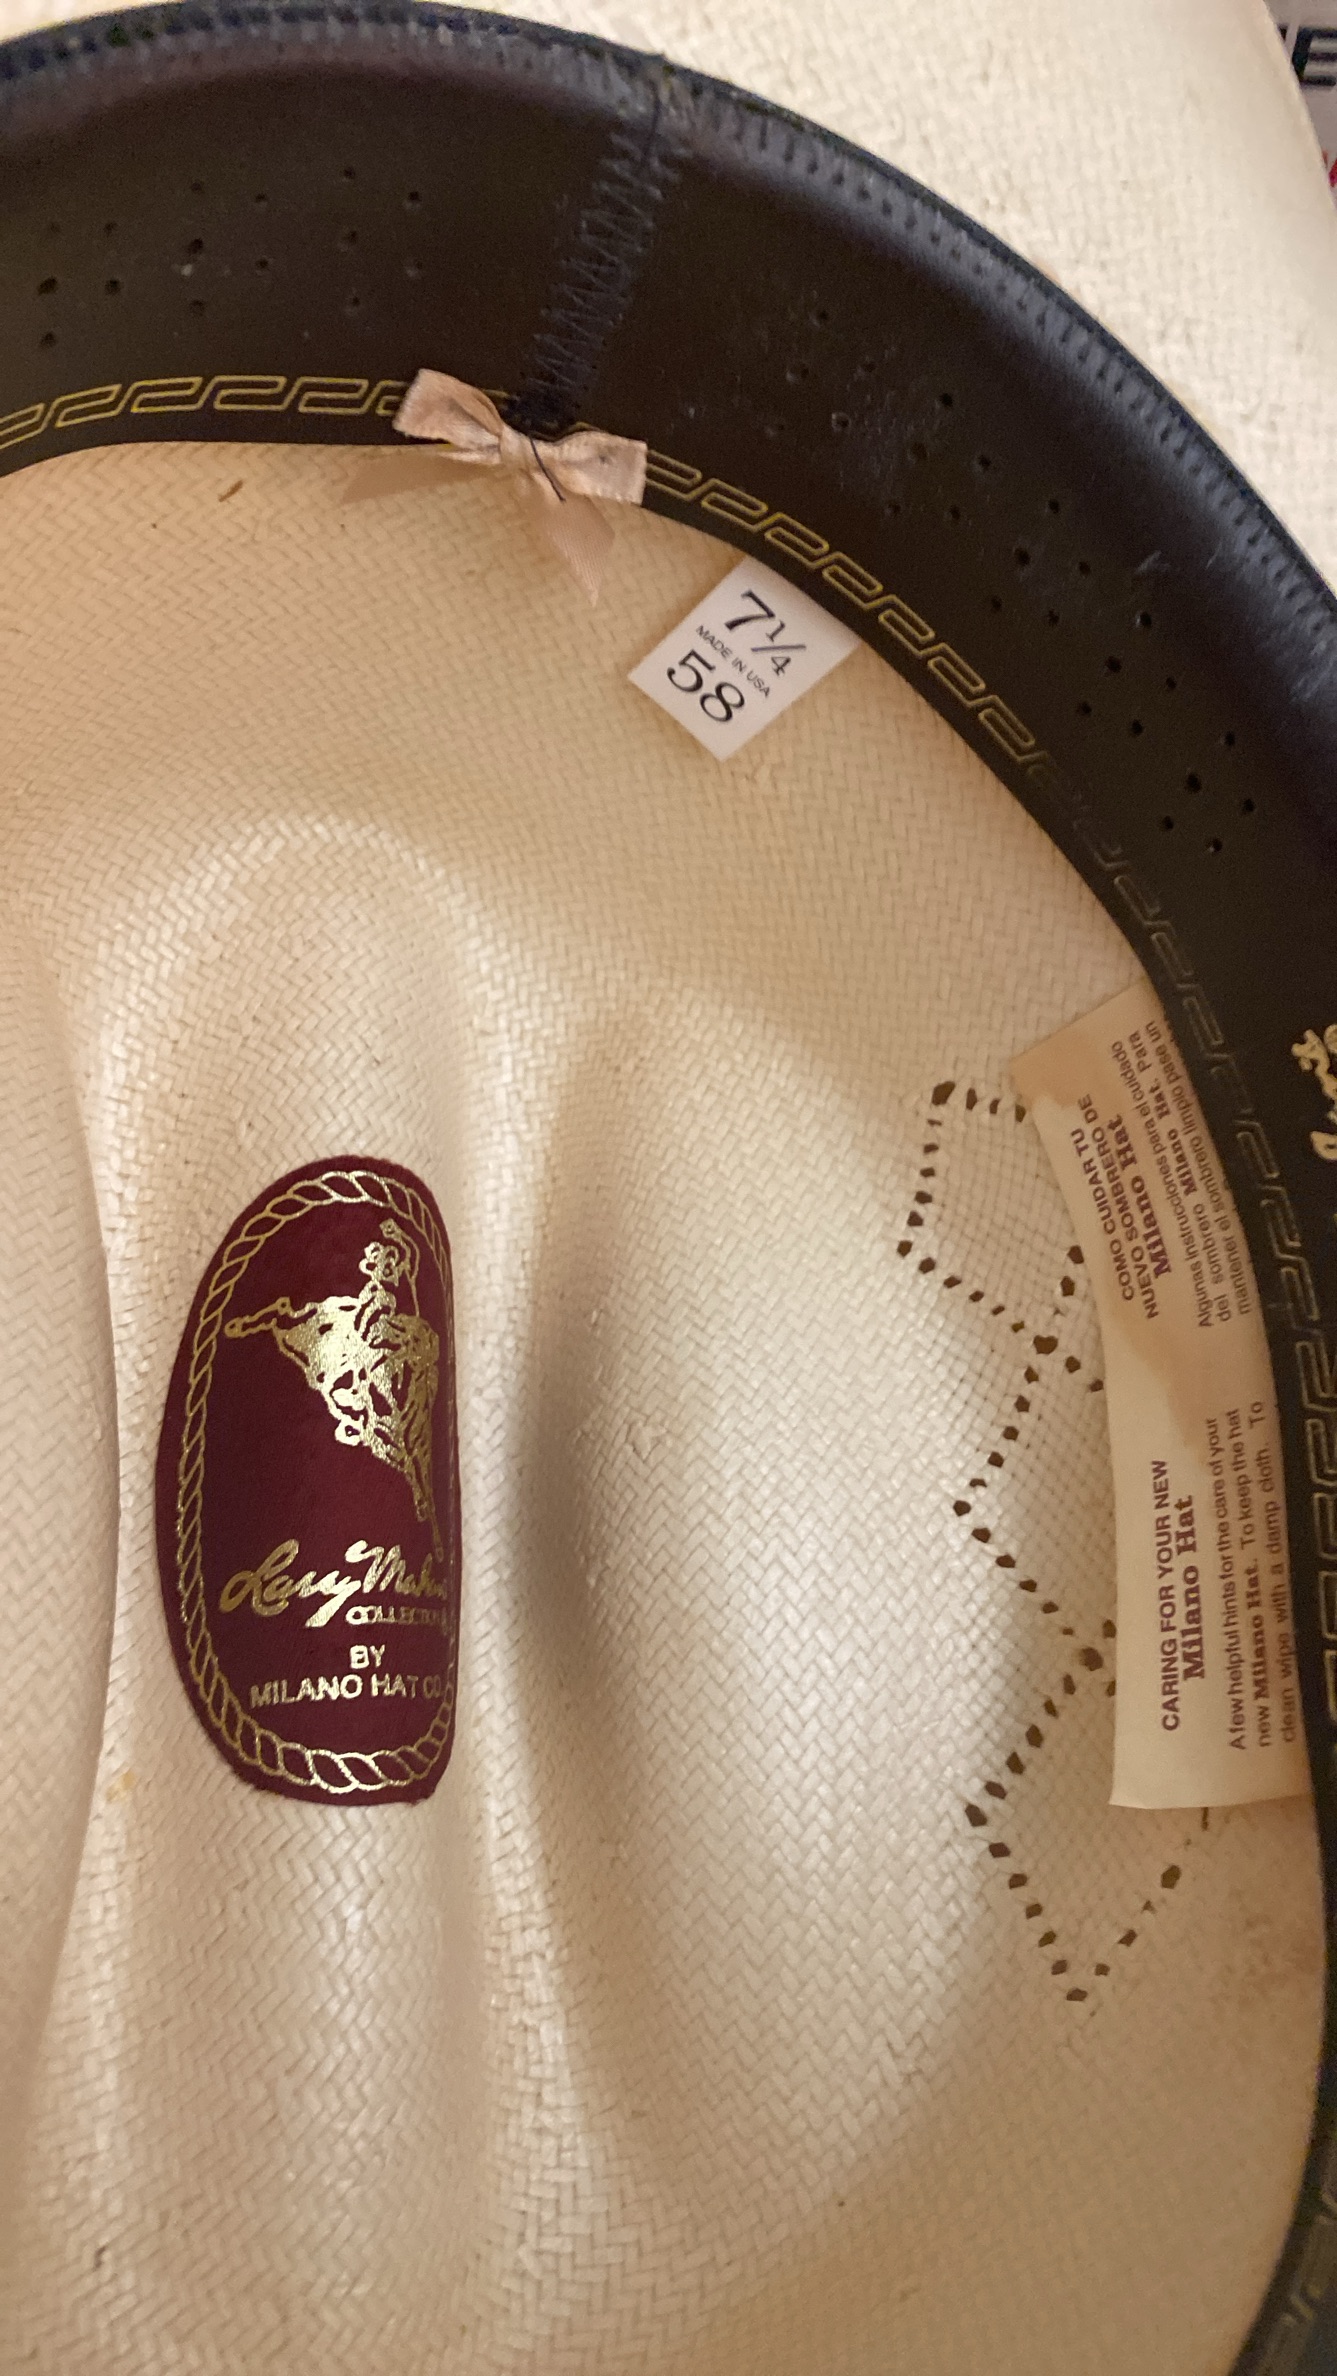 7¼
MADE IN USA
58
COMO CUIDAR TU
NUEVO SOMBRERO DE
Milano Hat
Algunas instrucciones para el cuidado
del sombrero Milano Hat. Para
mantener el sombrero limpio pase un
CARING FOR YOUR NEW
Milano Hat
A few helpful hints for the care of your
new Milano Hat. To keep the hat
clean wipe with a damp cloth. To
Larry Mahan
COLLECTION
BY
MILANO HAT CO